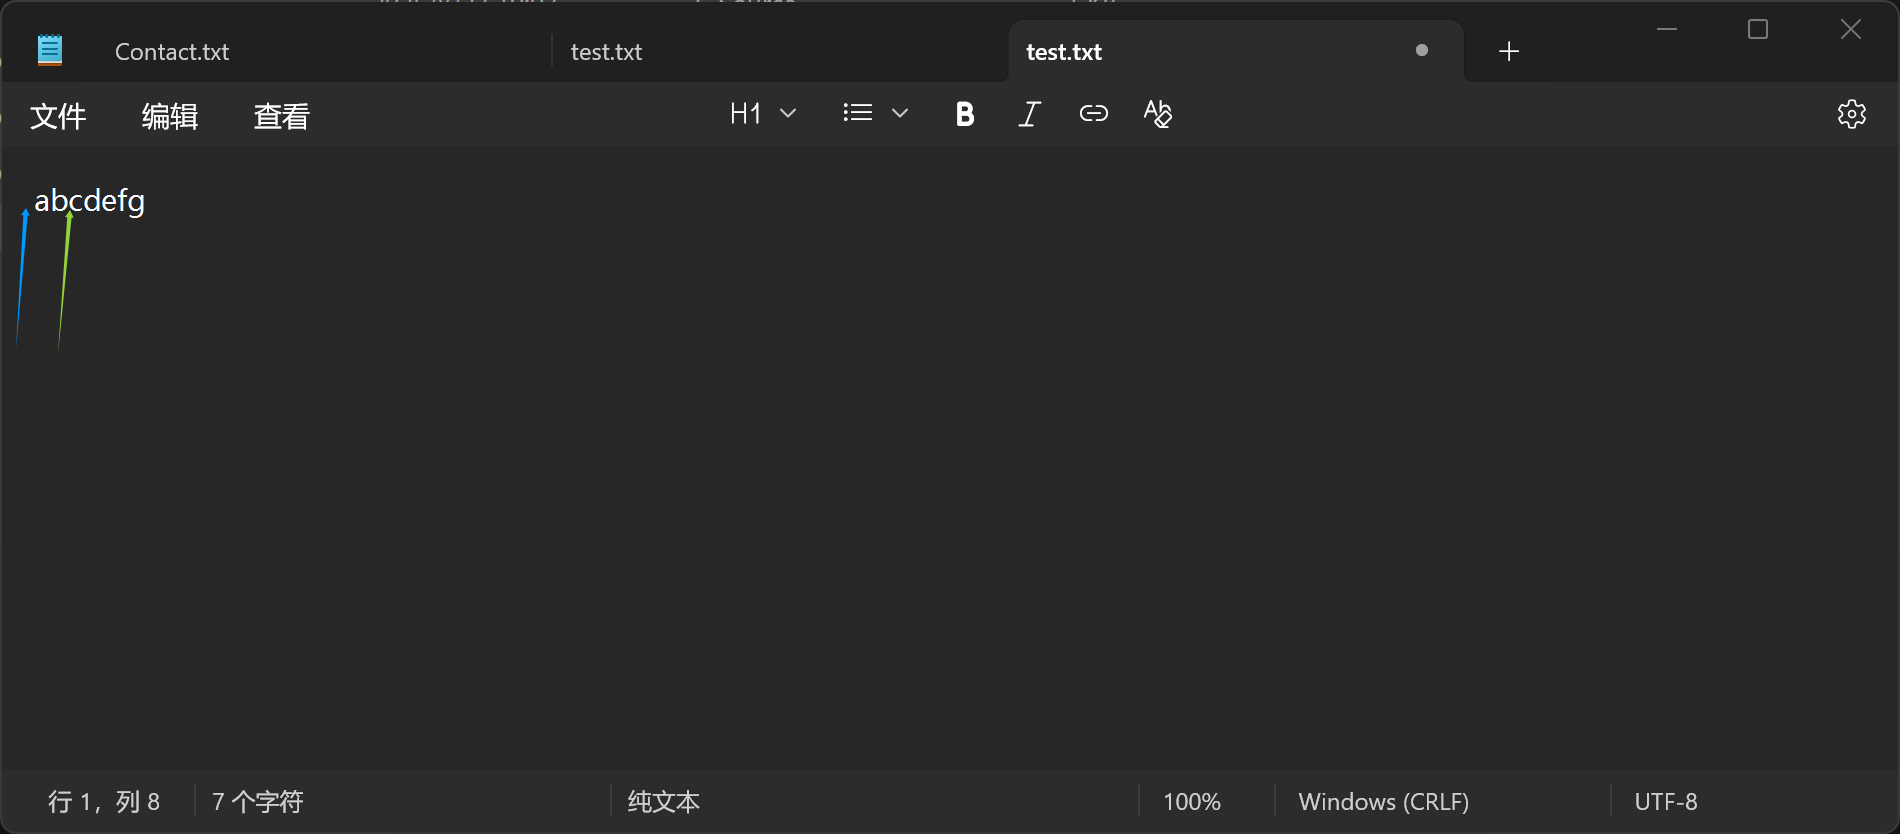 Contact.txt
test.txt
test.txt
文件 编辑 查看
H1
abcdefg
行 1，列 8
7 个字符
纯文本
100%
Windows (CRLF)
UTF-8